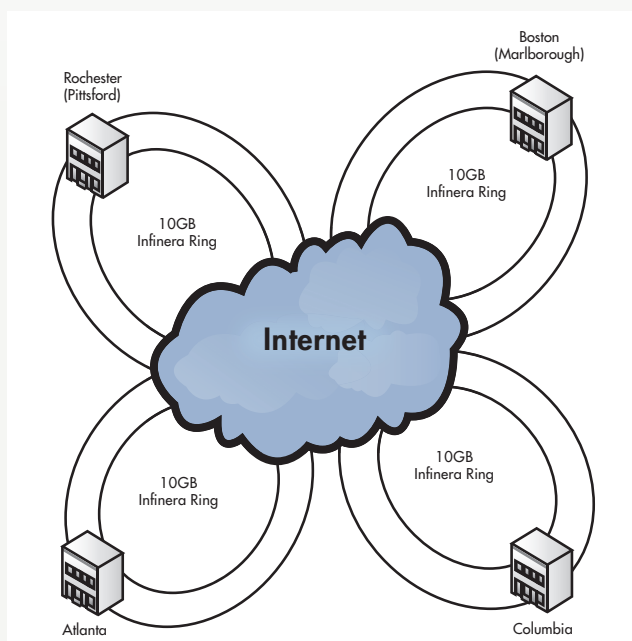 Boston
(Marlborough)
Rochester
(Pittsford)
10GB
Infinera Ring
10GB
Infinera Ring
Internet
10GB
Infinera Ring
10GB
Infinera Ring
Atlanta
Columbia